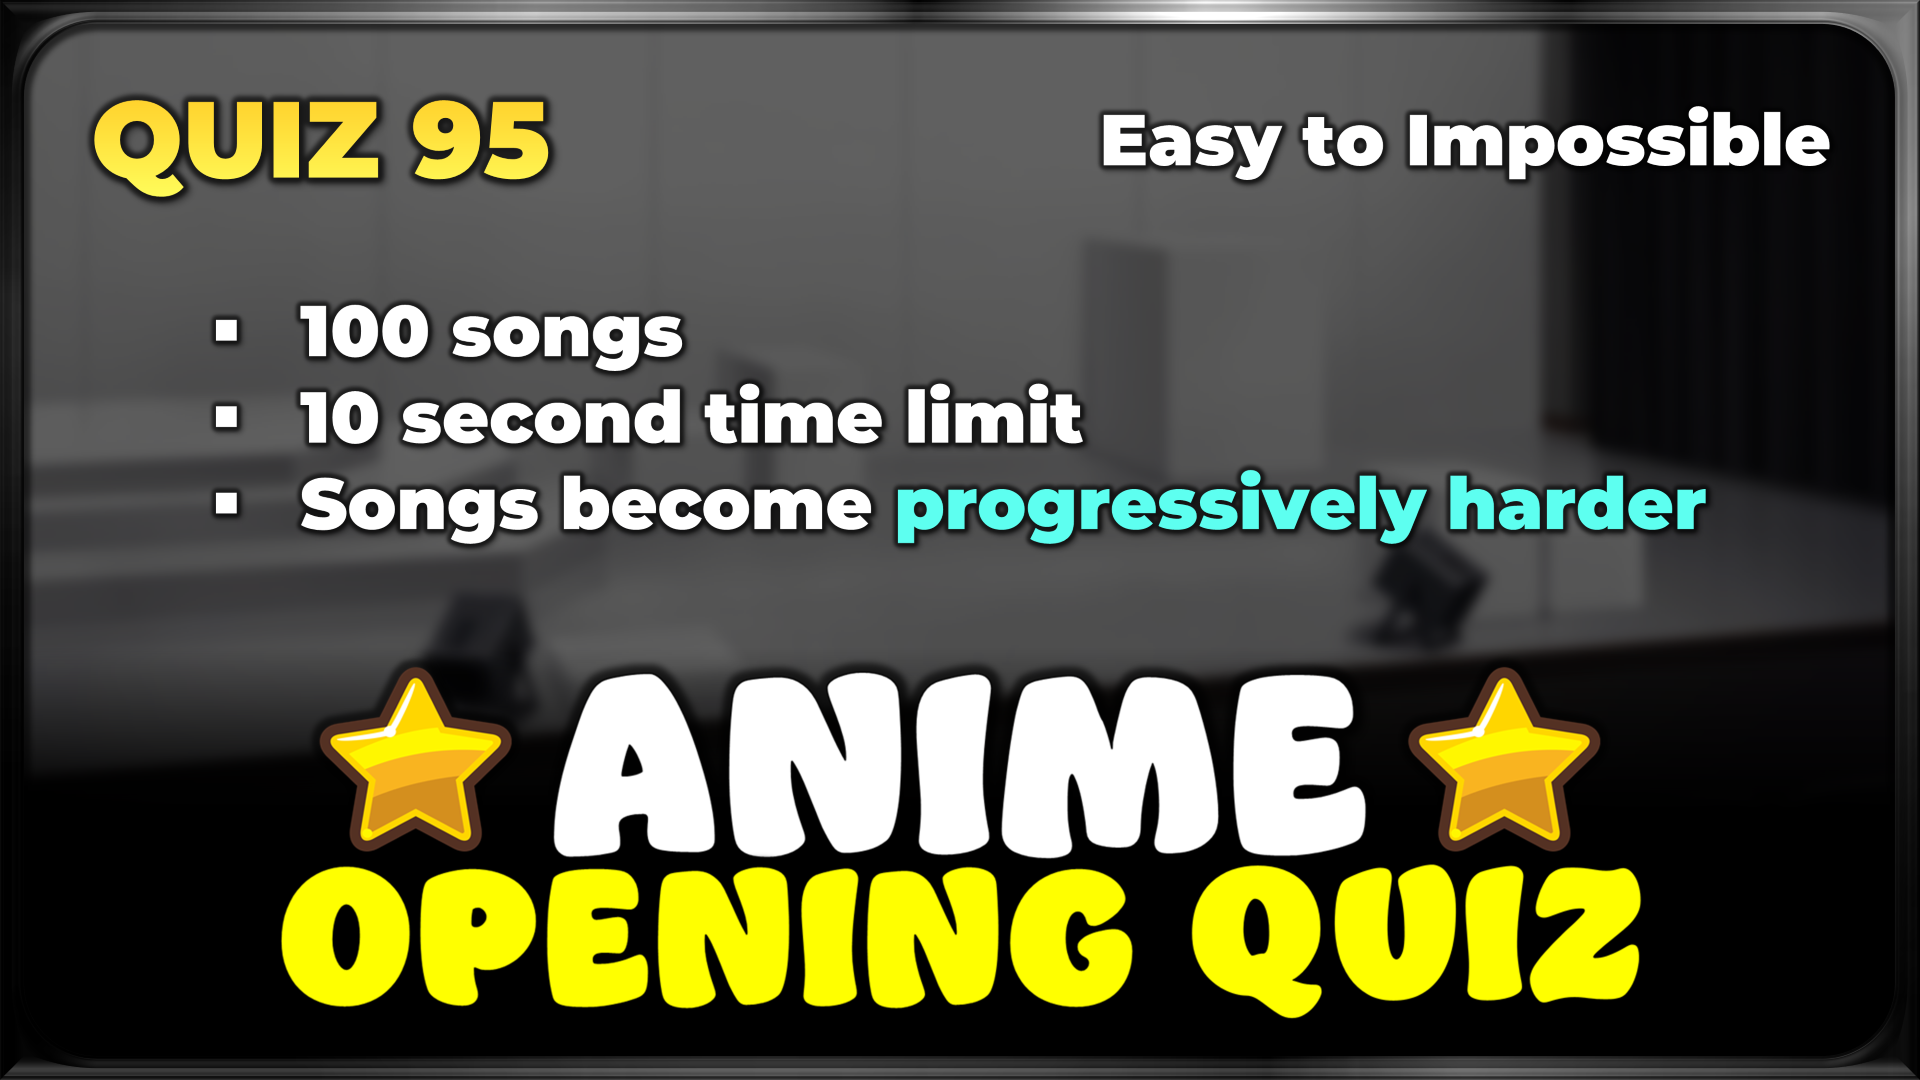 QUIZ 95
Easy to Impossible
▪ 100 songs
▪ 10 second time limit
▪ Songs become progressively harder
ANIME
OPENING QUIZ